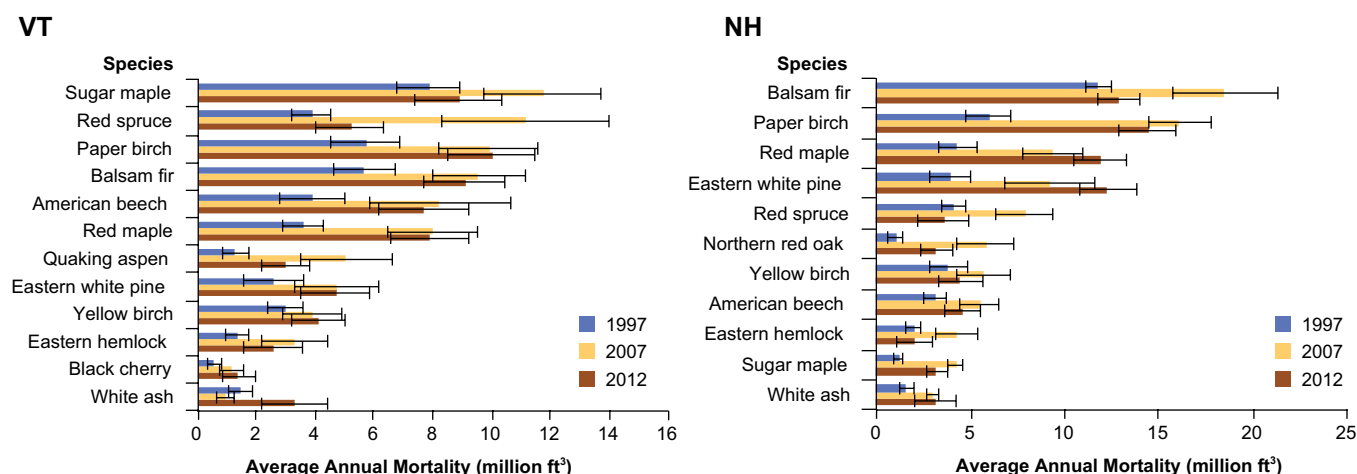 VT
Species
Sugar maple
Red spruce
Paper birch
Balsam fir
American beech
Red maple
Quaking aspen
Eastern white pine
Yellow birch
Eastern hemlock
Black cherry
White ash
1997
2007
2012
0 2 4 6 8 10 12 14 16
Average Annual Mortality (million ft³)
NH
Species
Balsam fir
Paper birch
Red maple
Eastern white pine
Red spruce
Northern red oak
Yellow birch
American beech
Eastern hemlock
Sugar maple
White ash
1997
2007
2012
0 5 10 15 20 25
Average Annual Mortality (million ft³)